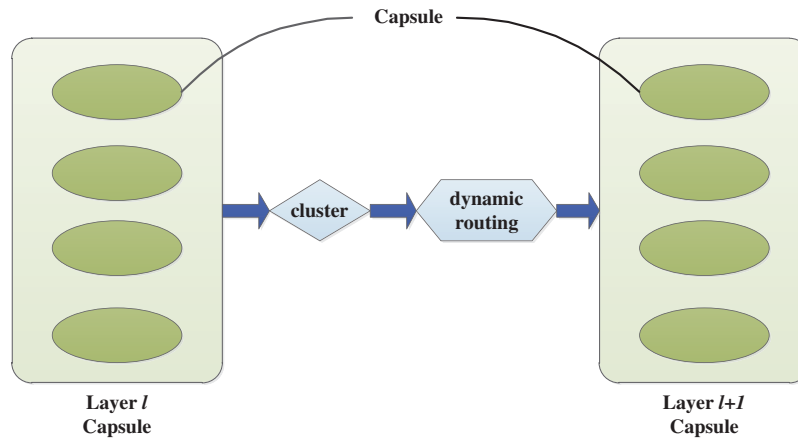 Capsule
cluster
dynamic
routing
Layer l
Capsule
Layer l+1
Capsule